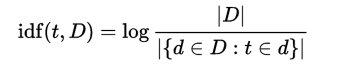 idf(t, D) = log |D| / |{d ∈ D : t ∈ d}|